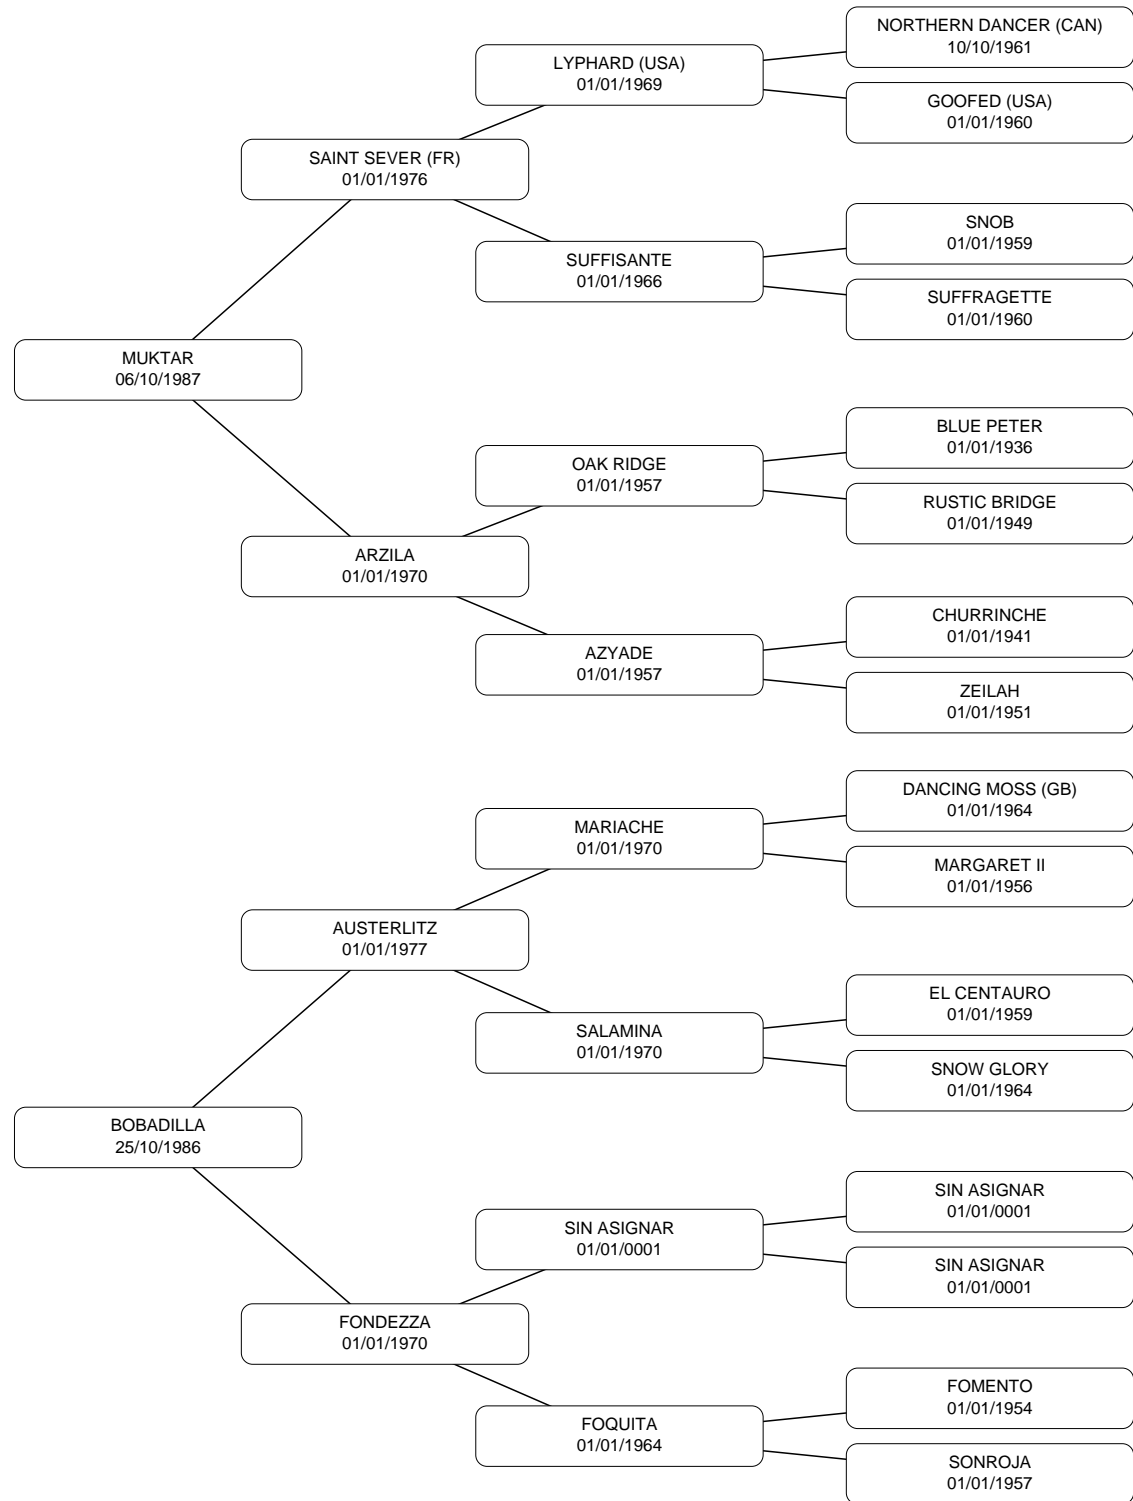 NORTHERN DANCER (CAN)
10/10/1961
LYPHARD (USA)
01/01/1969
GOOFED (USA)
01/01/1960
SAINT SEVER (FR)
01/01/1976
SNOB
01/01/1959
SUFFISANTE
01/01/1966
SUFFRAGETTE
01/01/1960
MUKTAR
06/10/1987
BLUE PETER
01/01/1936
OAK RIDGE
01/01/1957
RUSTIC BRIDGE
01/01/1949
ARZILA
01/01/1970
CHURRINCHE
01/01/1941
AZYADE
01/01/1957
ZEILAH
01/01/1951
DANCING MOSS (GB)
01/01/1964
MARIACHE
01/01/1970
MARGARET II
01/01/1956
AUSTERLITZ
01/01/1977
EL CENTAURO
01/01/1959
SALAMINA
01/01/1970
SNOW GLORY
01/01/1964
BOBADILLA
25/10/1986
SIN ASIGNAR
01/01/0001
SIN ASIGNAR
01/01/0001
SIN ASIGNAR
01/01/0001
FONDEZZA
01/01/1970
FOMENTO
01/01/1954
FOQUITA
01/01/1964
SONROJA
01/01/1957